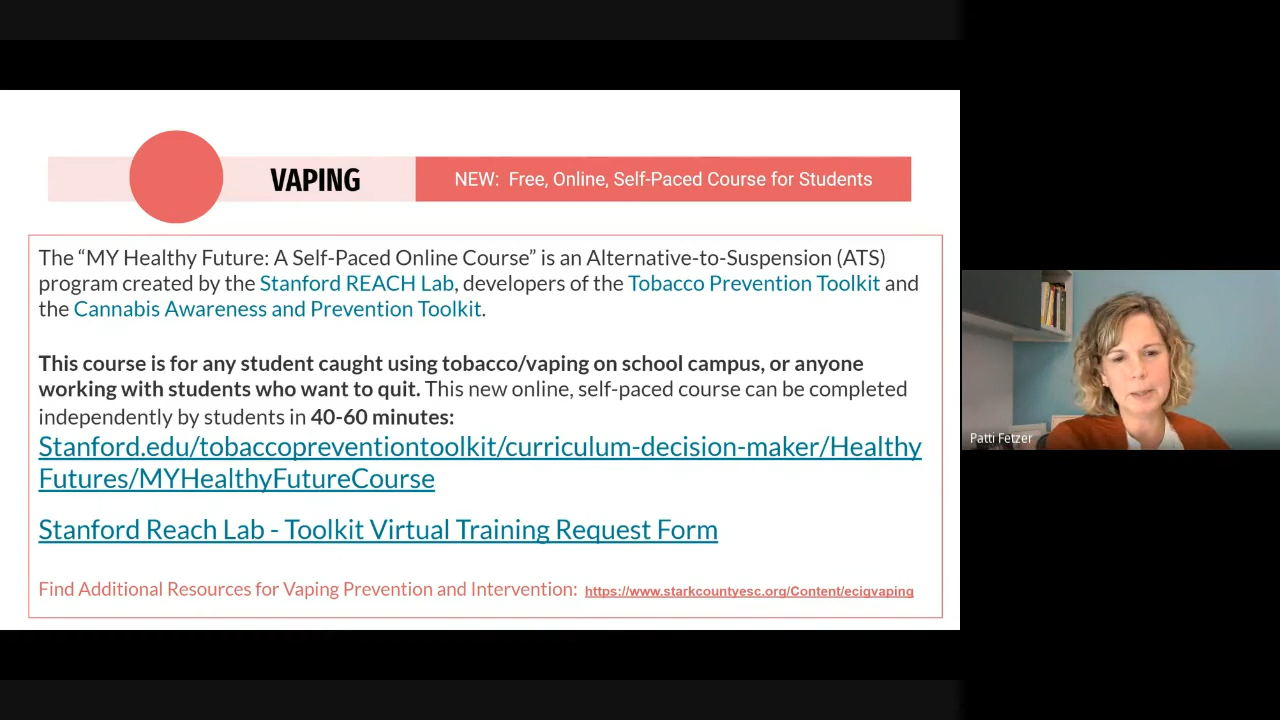 VAPING
NEW: Free, Online, Self-Paced Course for Students
The “MY Healthy Future: A Self-Paced Online Course” is an Alternative-to-Suspension (ATS)
program created by the Stanford REACH Lab, developers of the Tobacco Prevention Toolkit and
the Cannabis Awareness and Prevention Toolkit.
This course is for any student caught using tobacco/vaping on school campus, or anyone
working with students who want to quit. This new online, self-paced course can be completed
independently by students in 40-60 minutes:
Stanford.edu/tobaccopreventiontoolkit/curriculum-decision-maker/Healthy
Futures/MYHealthyFutureCourse
Stanford Reach Lab - Toolkit Virtual Training Request Form
Find Additional Resources for Vaping Prevention and Intervention: https://www.starkcountyesc.org/Content/ecigvaping
Patti Fetzer